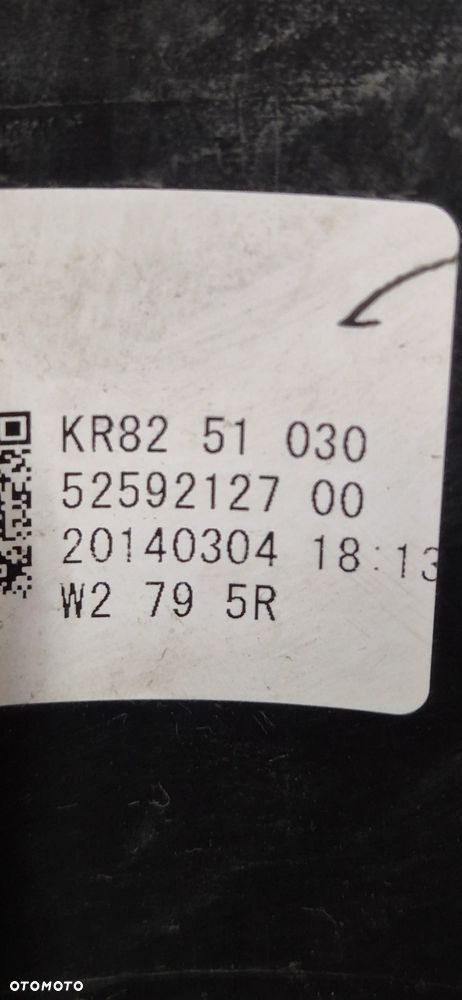 KR82 51 030
52592127 00
20140304 18:13
W2 79 5R
OTOMOTO